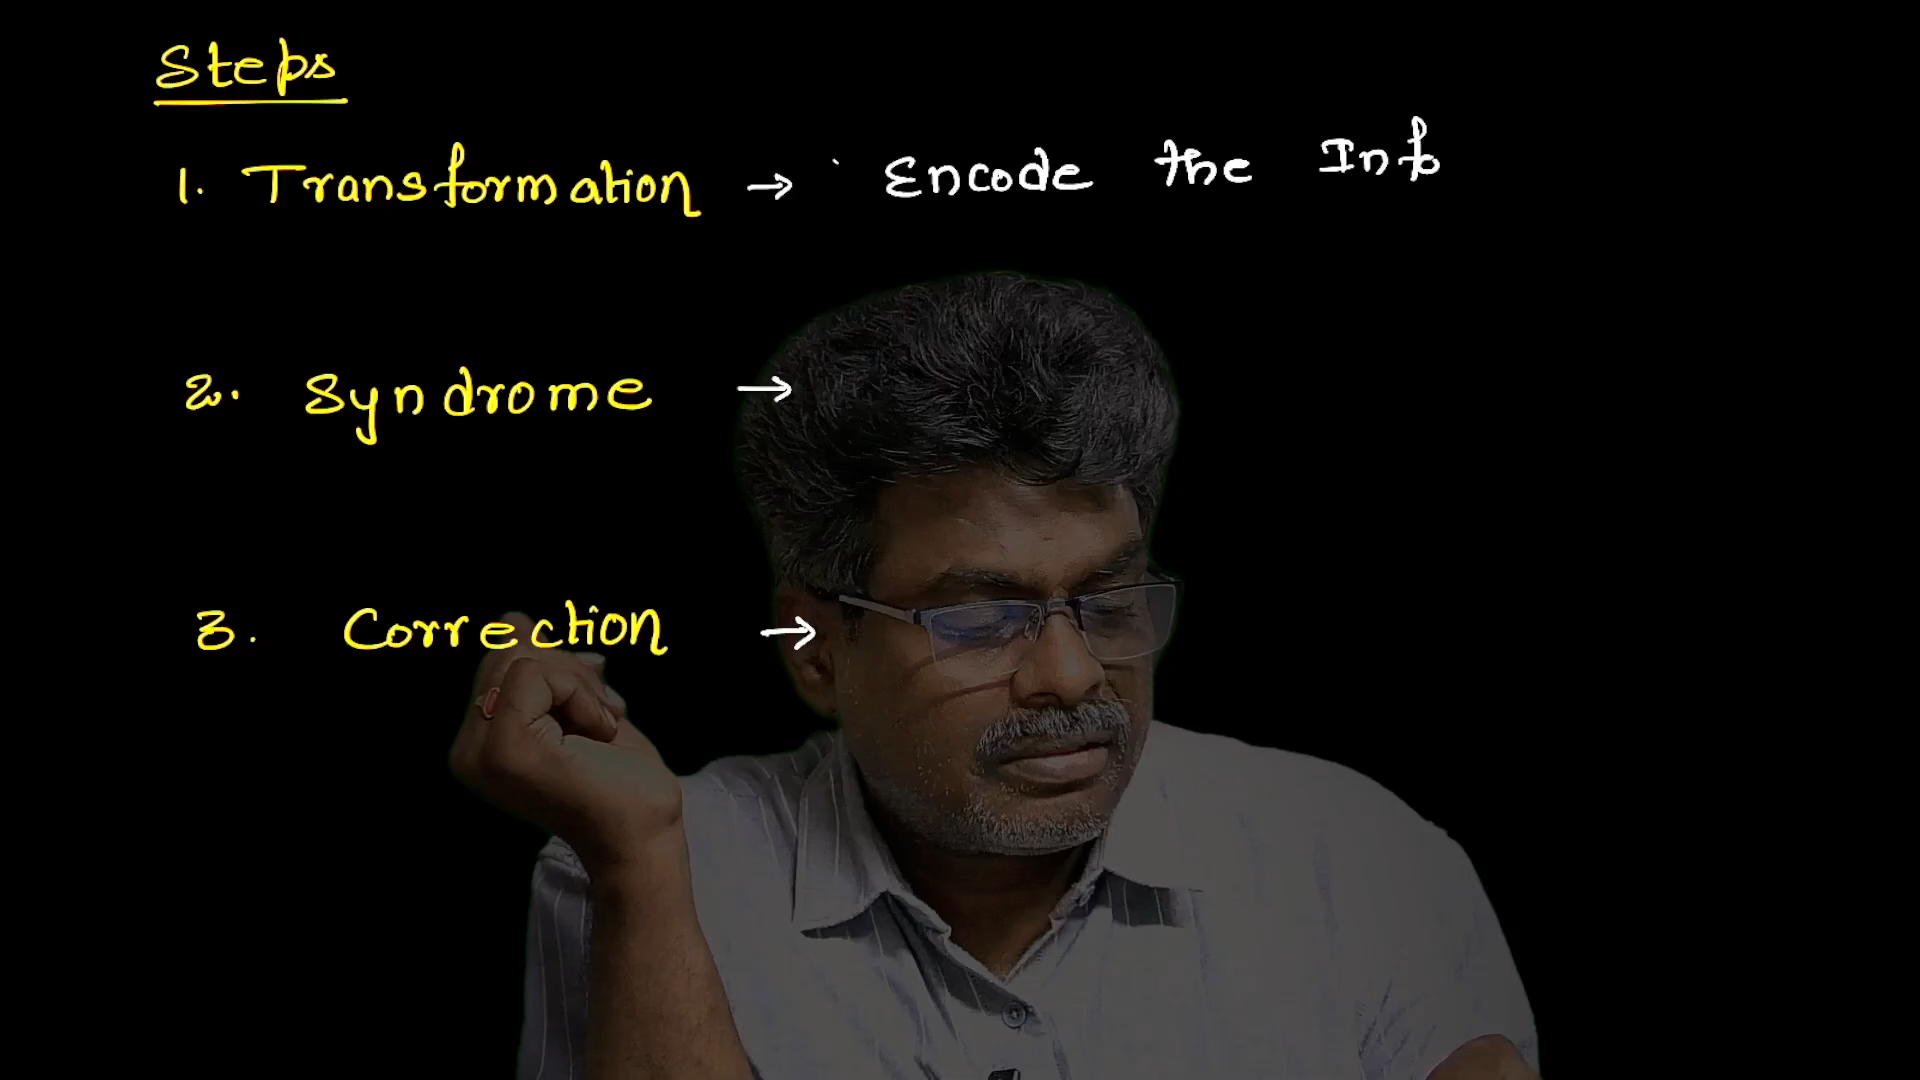 Steps
1. Transformation → Encode the Info
2. Syndrome →
3. Correction →